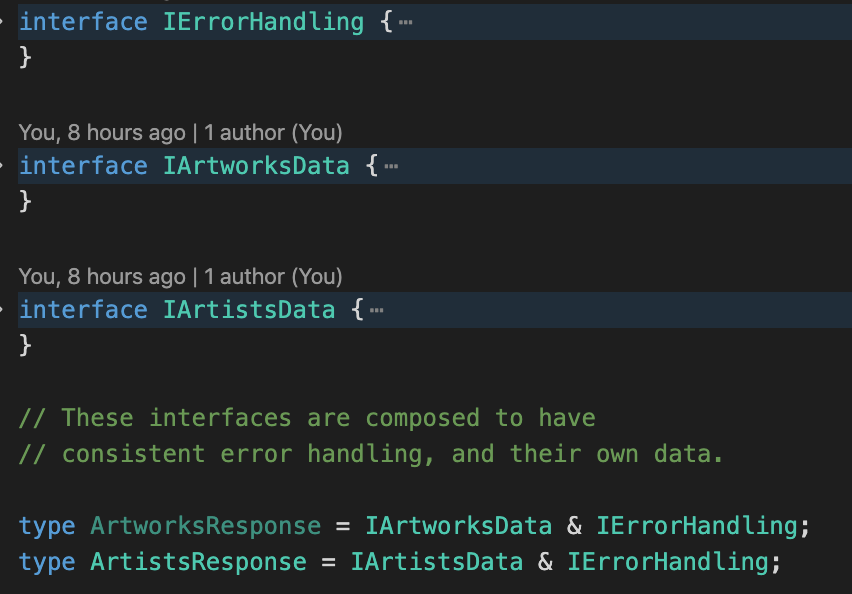 interface IErrorHandling {⋯
}
You, 8 hours ago | 1 author (You)
interface IArtworksData {⋯
}
You, 8 hours ago | 1 author (You)
interface IArtistsData {⋯
}
// These interfaces are composed to have
// consistent error handling, and their own data.
type ArtworksResponse = IArtworksData & IErrorHandling;
type ArtistsResponse = IArtistsData & IErrorHandling;